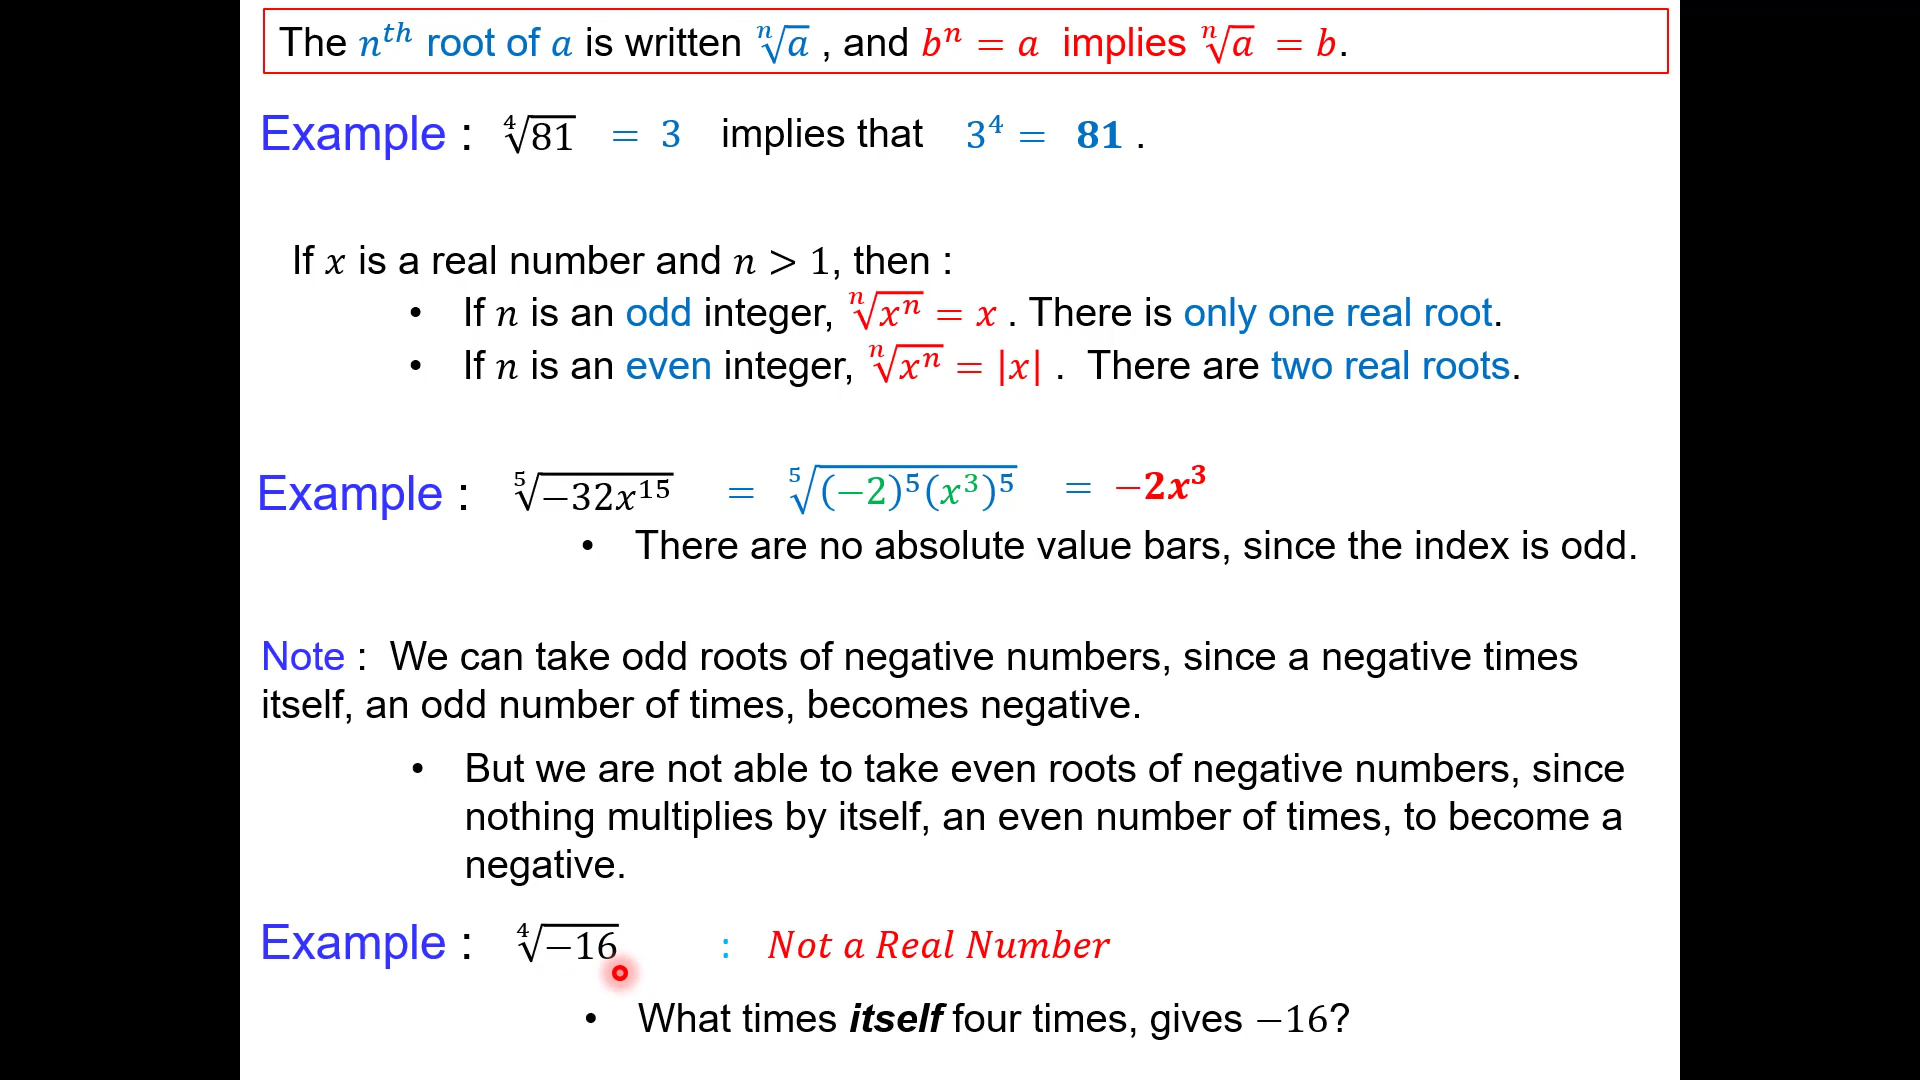 The nᵗʰ root of a is written ⁿ√a , and bⁿ = a implies ⁿ√a = b.
Example : ⁴√81 = 3 implies that 3⁴ = 81 .
If x is a real number and n > 1, then :
• If n is an odd integer, ⁿ√xⁿ = x . There is only one real root.
• If n is an even integer, ⁿ√xⁿ = |x| . There are two real roots.
Example : ⁵√−32x¹⁵ = ⁵√(−2)⁵(x³)⁵ = −2x³
• There are no absolute value bars, since the index is odd.
Note : We can take odd roots of negative numbers, since a negative times
itself, an odd number of times, becomes negative.
• But we are not able to take even roots of negative numbers, since
nothing multiplies by itself, an even number of times, to become a
negative.
Example : ⁴√−16 : Not a Real Number
• What times itself four times, gives −16?